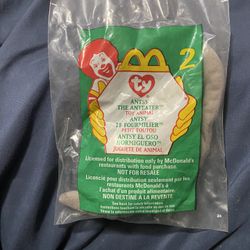 2
ty
ANTSY
THE ANTEATER
TOY ANIMAL
ANTSY
LE FOURMILIER
PETIT TOUTOU
ANTSY EL OSO
HORMIGUERO
JUGUETE DE ANIMAL
Licensed for distribution only by McDonald's
restaurants with food purchase.
NOT FOR RESALE
Licencié pour distribution seulement par les
restaurants McDonald's à
l'achat d'un produit alimentaire.
NON DESTINÉ À LA REVENTE